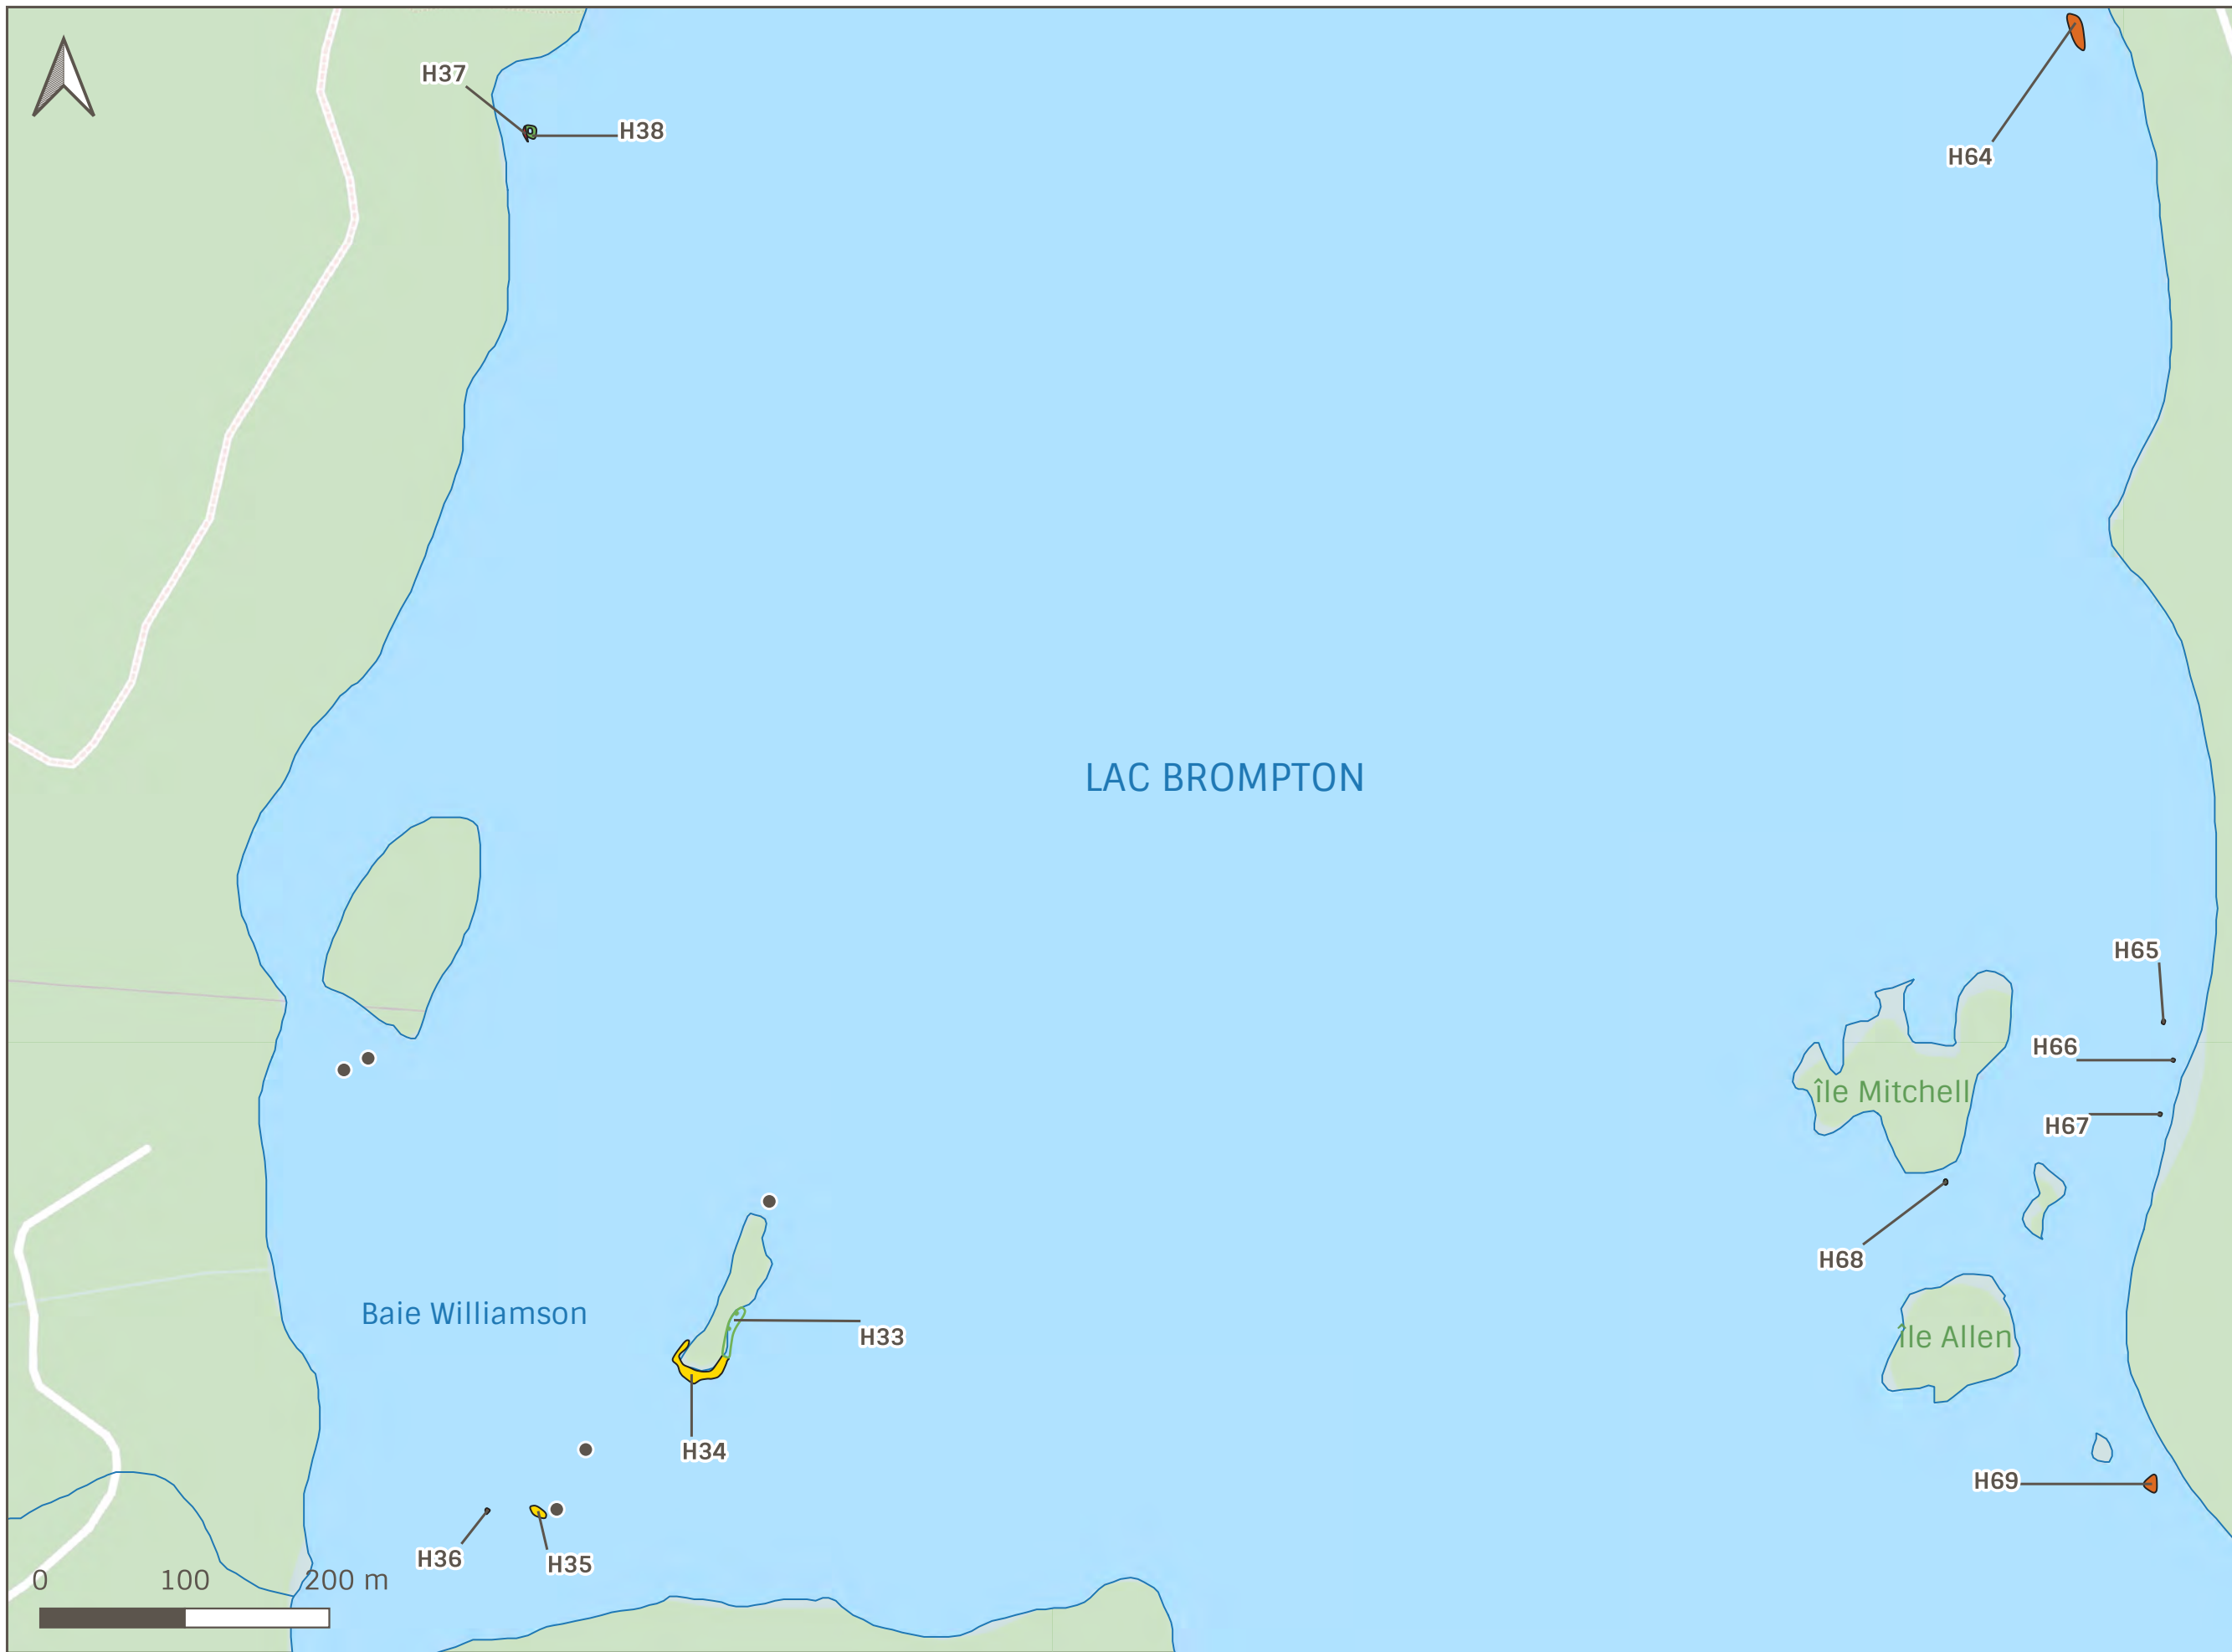 H37
H38
H64
LAC BROMPTON
H65
H66
île Mitchell
H67
H68
Baie Williamson
H33
île Allen
H34
H69
H36
H35
0 100 200 m